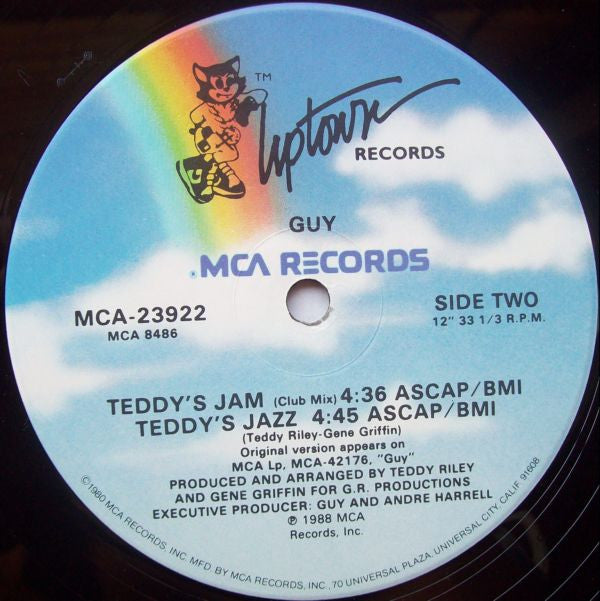 Uptown™
RECORDS
GUY
MCA RECORDS
MCA-23922
MCA 8486
SIDE TWO
12" 33 1/3 R.P.M.
TEDDY'S JAM (Club Mix) 4:36 ASCAP/BMI
TEDDY'S JAZZ 4:45 ASCAP/BMI
(Teddy Riley-Gene Griffin)
Original version appears on
MCA Lp, MCA-42176, "Guy"
PRODUCED AND ARRANGED BY TEDDY RILEY
AND GENE GRIFFIN FOR G.R. PRODUCTIONS
EXECUTIVE PRODUCER: GUY AND ANDRE HARRELL
℗ 1988 MCA
Records, Inc.
©1980 MCA RECORDS, INC. MFD. BY MCA RECORDS, INC., 70 UNIVERSAL PLAZA, UNIVERSAL CITY, CALIF. 91608